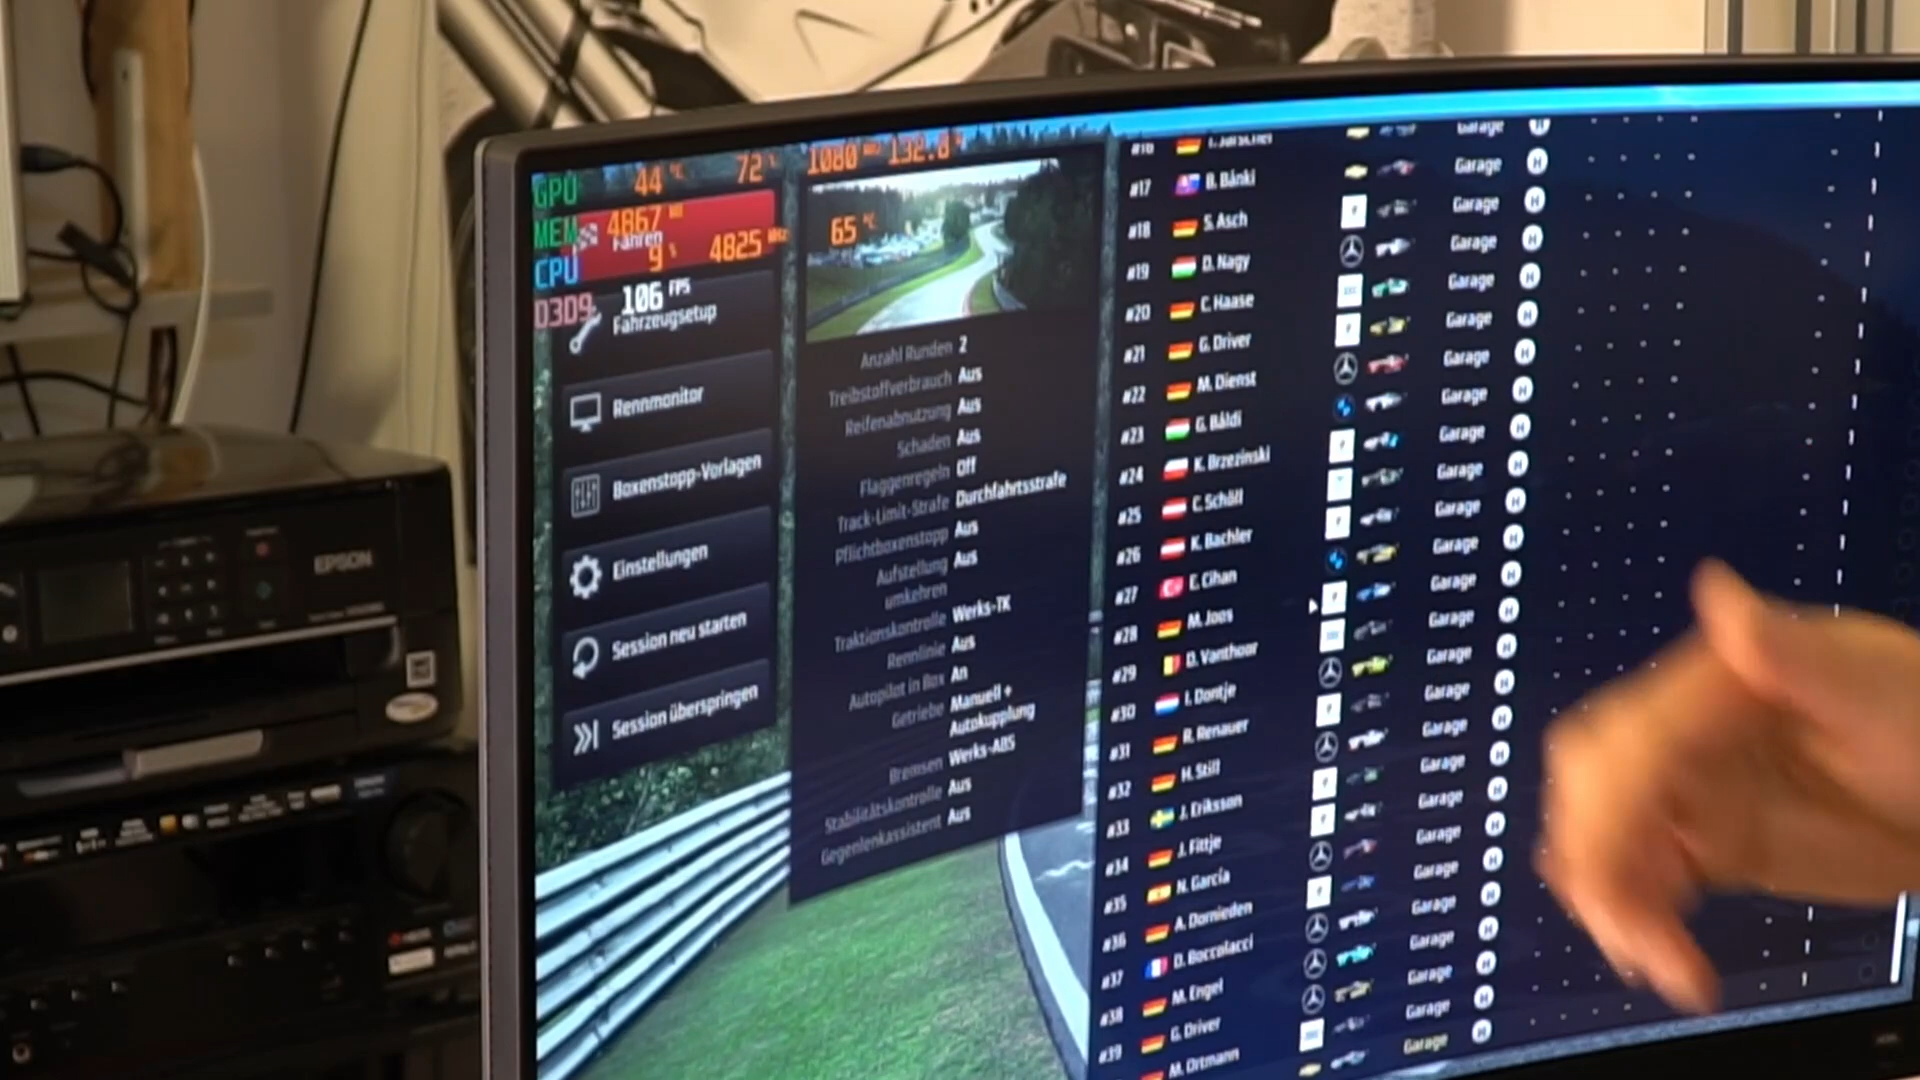 GPU 44 °C 72 %
MEM 4867 MB
CPU 9 % 4825 MHz
D3D9 106 FPS
1080 132.8
65 °C
Fahren
Fahrzeugsetup
Rennmonitor
Boxenstopp-Vorlagen
Einstellungen
Session neu starten
Session überspringen
Anzahl Runden 2
Treibstoffverbrauch Aus
Reifenabnutzung Aus
Schaden Aus
Flaggenregeln Off
Track-Limit-Strafe Durchfahrtsstrafe
Pflichtboxenstopp Aus
Aufstellung umkehren Aus
Traktionskontrolle Werks-TK
Rennlinie Aus
Autopilot in Box An
Getriebe Manuell + Autokupplung
Bremsen Werks-ABS
Stabilitätskontrolle Aus
Gegenlenkassistent Aus
#16 Garage H
#17 B. Bánki Garage H
#18 S. Asch Garage H
#19 D. Nagy Garage H
#20 C. Haase Garage H
#21 G. Driver Garage H
#22 M. Dienst Garage H
#23 G. Báldi Garage H
#24 K. Brzezinski Garage H
#25 C. Schöll Garage H
#26 K. Bachler Garage H
#27 E. Cihan Garage H
#28 M. Joos Garage H
#29 D. Vanthoor Garage H
#30 I. Dontje Garage H
#31 R. Renauer Garage H
#32 H. Still Garage H
#33 J. Eriksson Garage H
#34 J. Fittje Garage H
#35 N. García Garage H
#36 A. Dornieden Garage H
#37 D. Boccolacci Garage H
#38 M. Engel Garage H
#39 G. Driver Garage H
M. Ortmann Garage H
EPSON